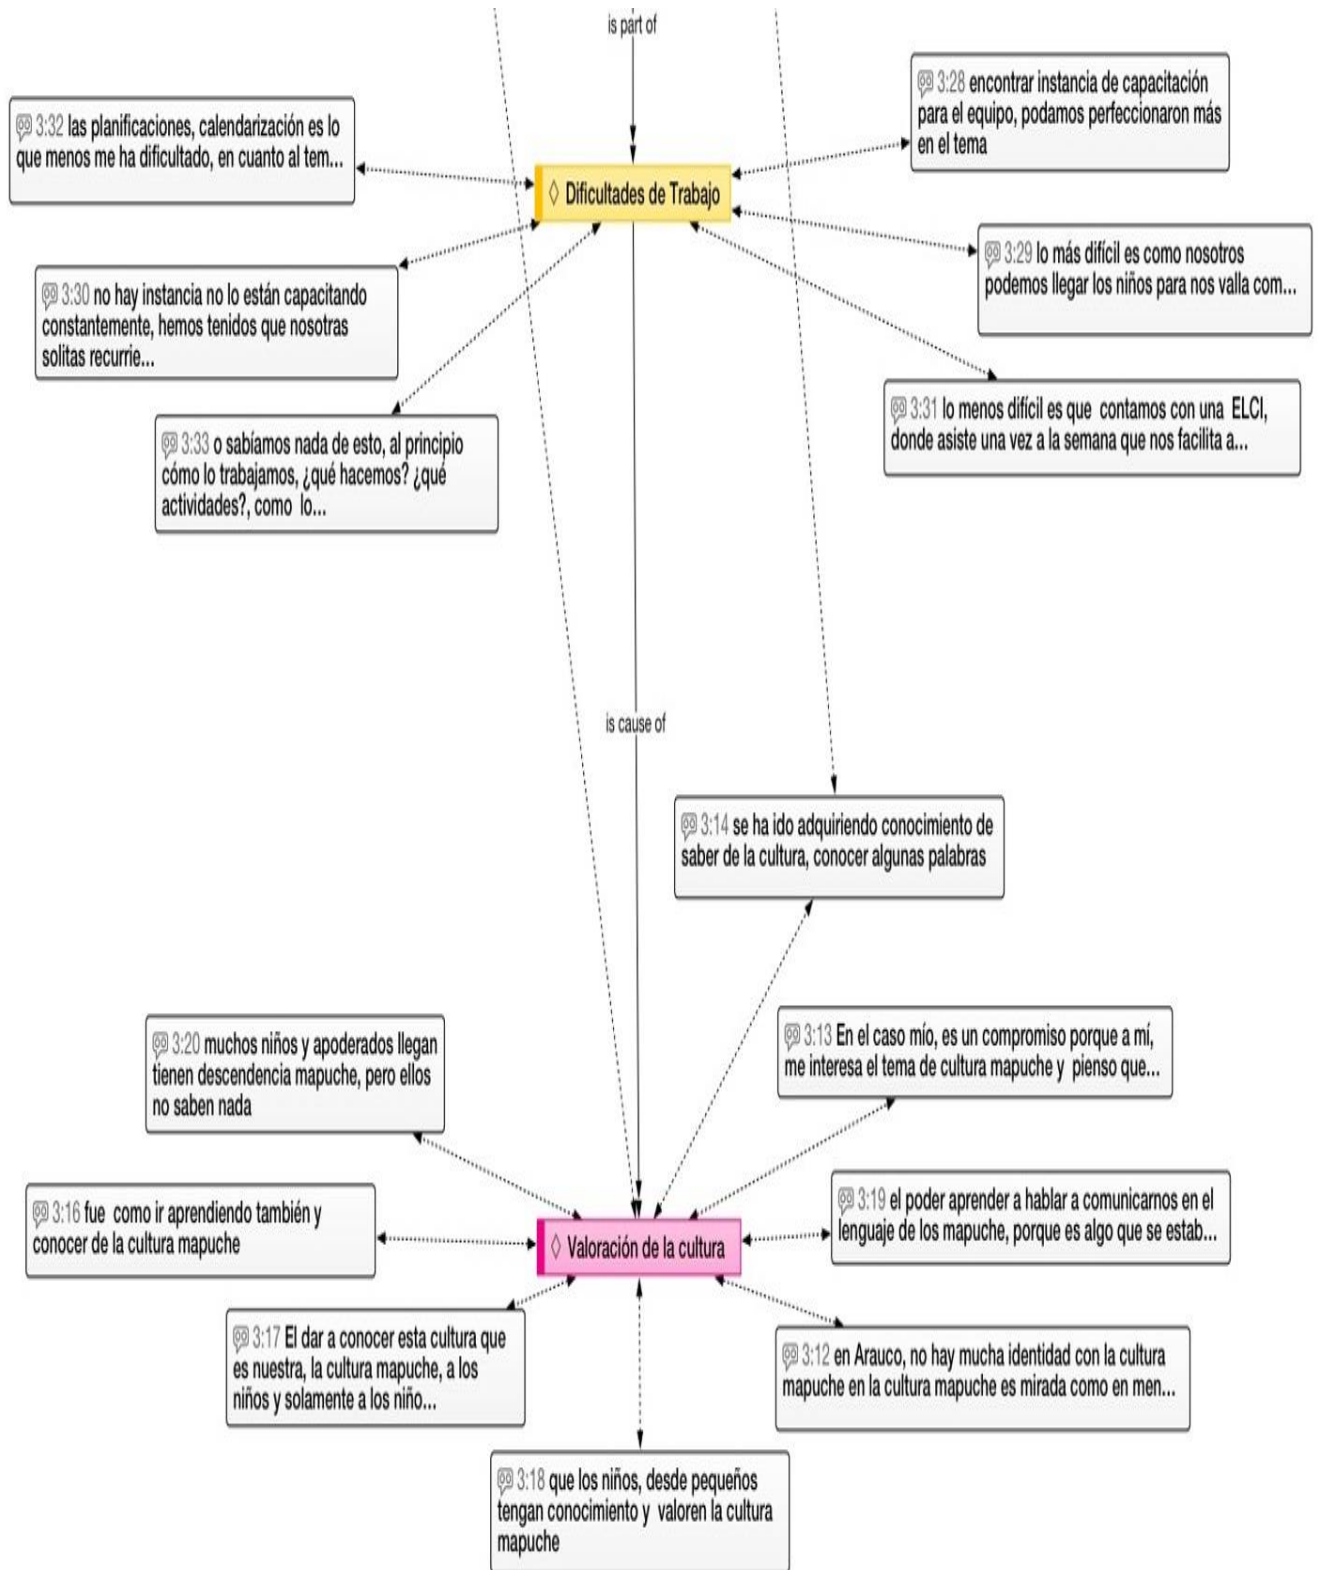 is part of
3:28 encontrar instancia de capacitación
para el equipo, podamos perfeccionaron más
en el tema
3:32 las planificaciones, calendarización es lo
que menos me ha dificultado, en cuanto al tem...
◊ Dificultades de Trabajo
3:29 lo más difícil es como nosotros
podemos llegar los niños para nos valla com...
3:30 no hay instancia no lo están capacitando
constantemente, hemos tenidos que nosotras
solitas recurrie...
3:31 lo menos difícil es que contamos con una ELCI,
donde asiste una vez a la semana que nos facilita a...
3:33 o sabíamos nada de esto, al principio
cómo lo trabajamos, ¿qué hacemos? ¿qué
actividades?, como lo...
is cause of
3:14 se ha ido adquiriendo conocimiento de
saber de la cultura, conocer algunas palabras
3:20 muchos niños y apoderados llegan
tienen descendencia mapuche, pero ellos
no saben nada
3:13 En el caso mío, es un compromiso porque a mí,
me interesa el tema de cultura mapuche y pienso que...
3:16 fue como ir aprendiendo también y
conocer de la cultura mapuche
3:19 el poder aprender a hablar a comunicarnos en el
lenguaje de los mapuche, porque es algo que se estab...
◊ Valoración de la cultura
3:17 El dar a conocer esta cultura que
es nuestra, la cultura mapuche, a los
niños y solamente a los niño...
3:12 en Arauco, no hay mucha identidad con la cultura
mapuche en la cultura mapuche es mirada como en men...
3:18 que los niños, desde pequeños
tengan conocimiento y valoren la cultura
mapuche